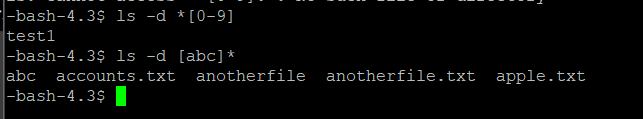 -bash-4.3$ ls -d *[0-9]
test1
-bash-4.3$ ls -d [abc]*
abc  accounts.txt  anotherfile  anotherfile.txt  apple.txt
-bash-4.3$